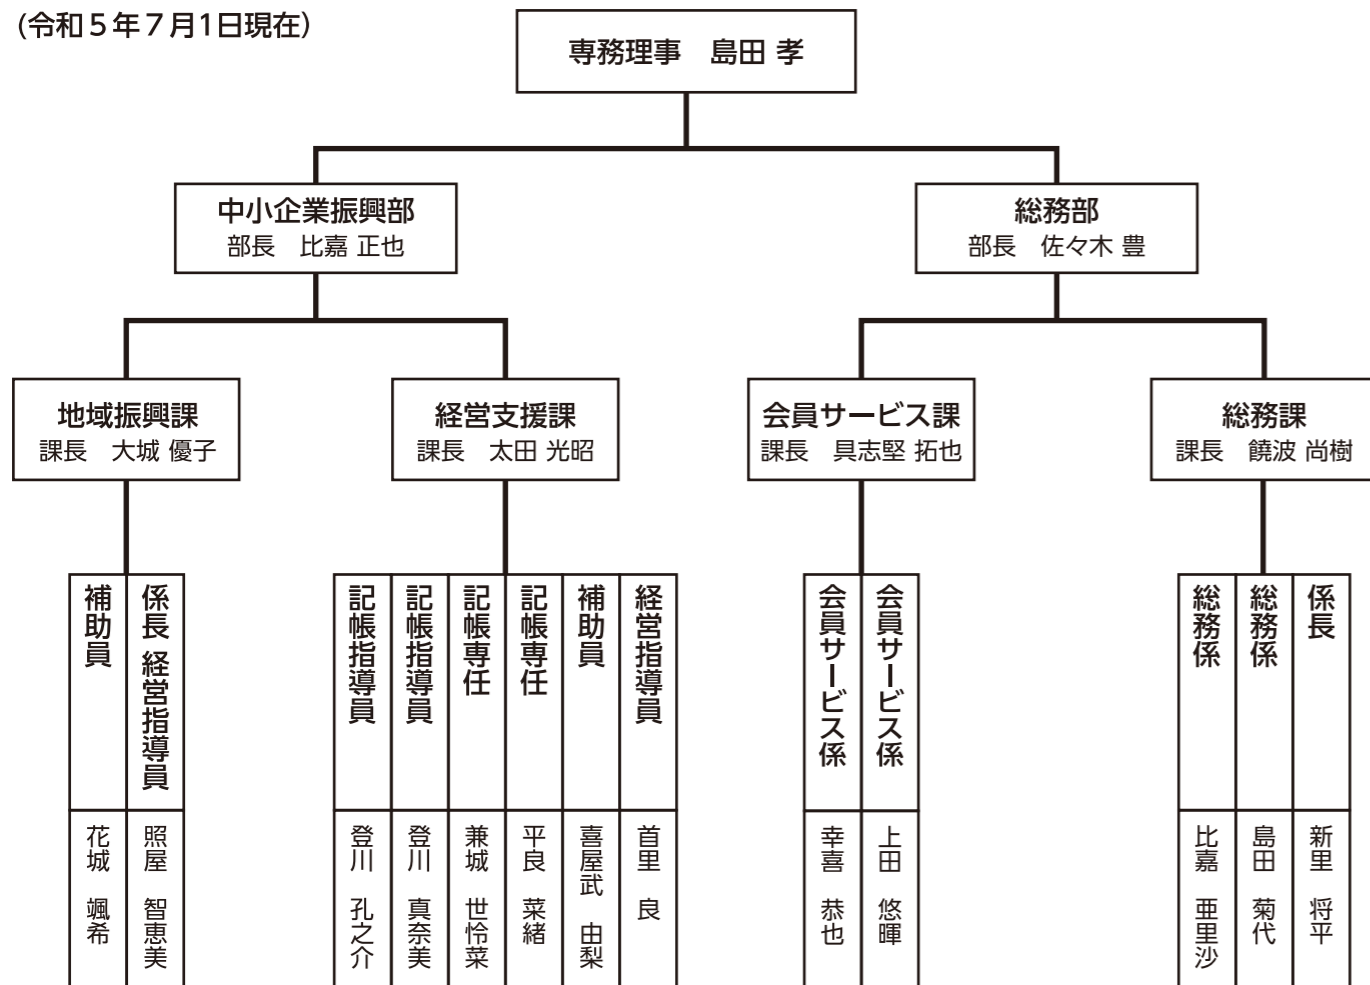 (令和5年7月1日現在)
専務理事 島田 孝
中小企業振興部
部長 比嘉 正也
総務部
部長 佐々木 豊
地域振興課
課長 大城 優子
経営支援課
課長 太田 光昭
会員サービス課
課長 具志堅 拓也
総務課
課長 饒波 尚樹
係長 経営指導員
照屋 智恵美
補助員
花城 颯希
経営指導員
首里 良
補助員
喜屋武 由梨
記帳専任
平良 菜緒
記帳専任
兼城 世怜菜
記帳指導員
登川 真奈美
記帳指導員
登川 孔之介
会員サービス係
上田 悠暉
会員サービス係
幸喜 恭也
係長
新里 将平
総務係
島田 菊代
総務係
比嘉 亜里沙